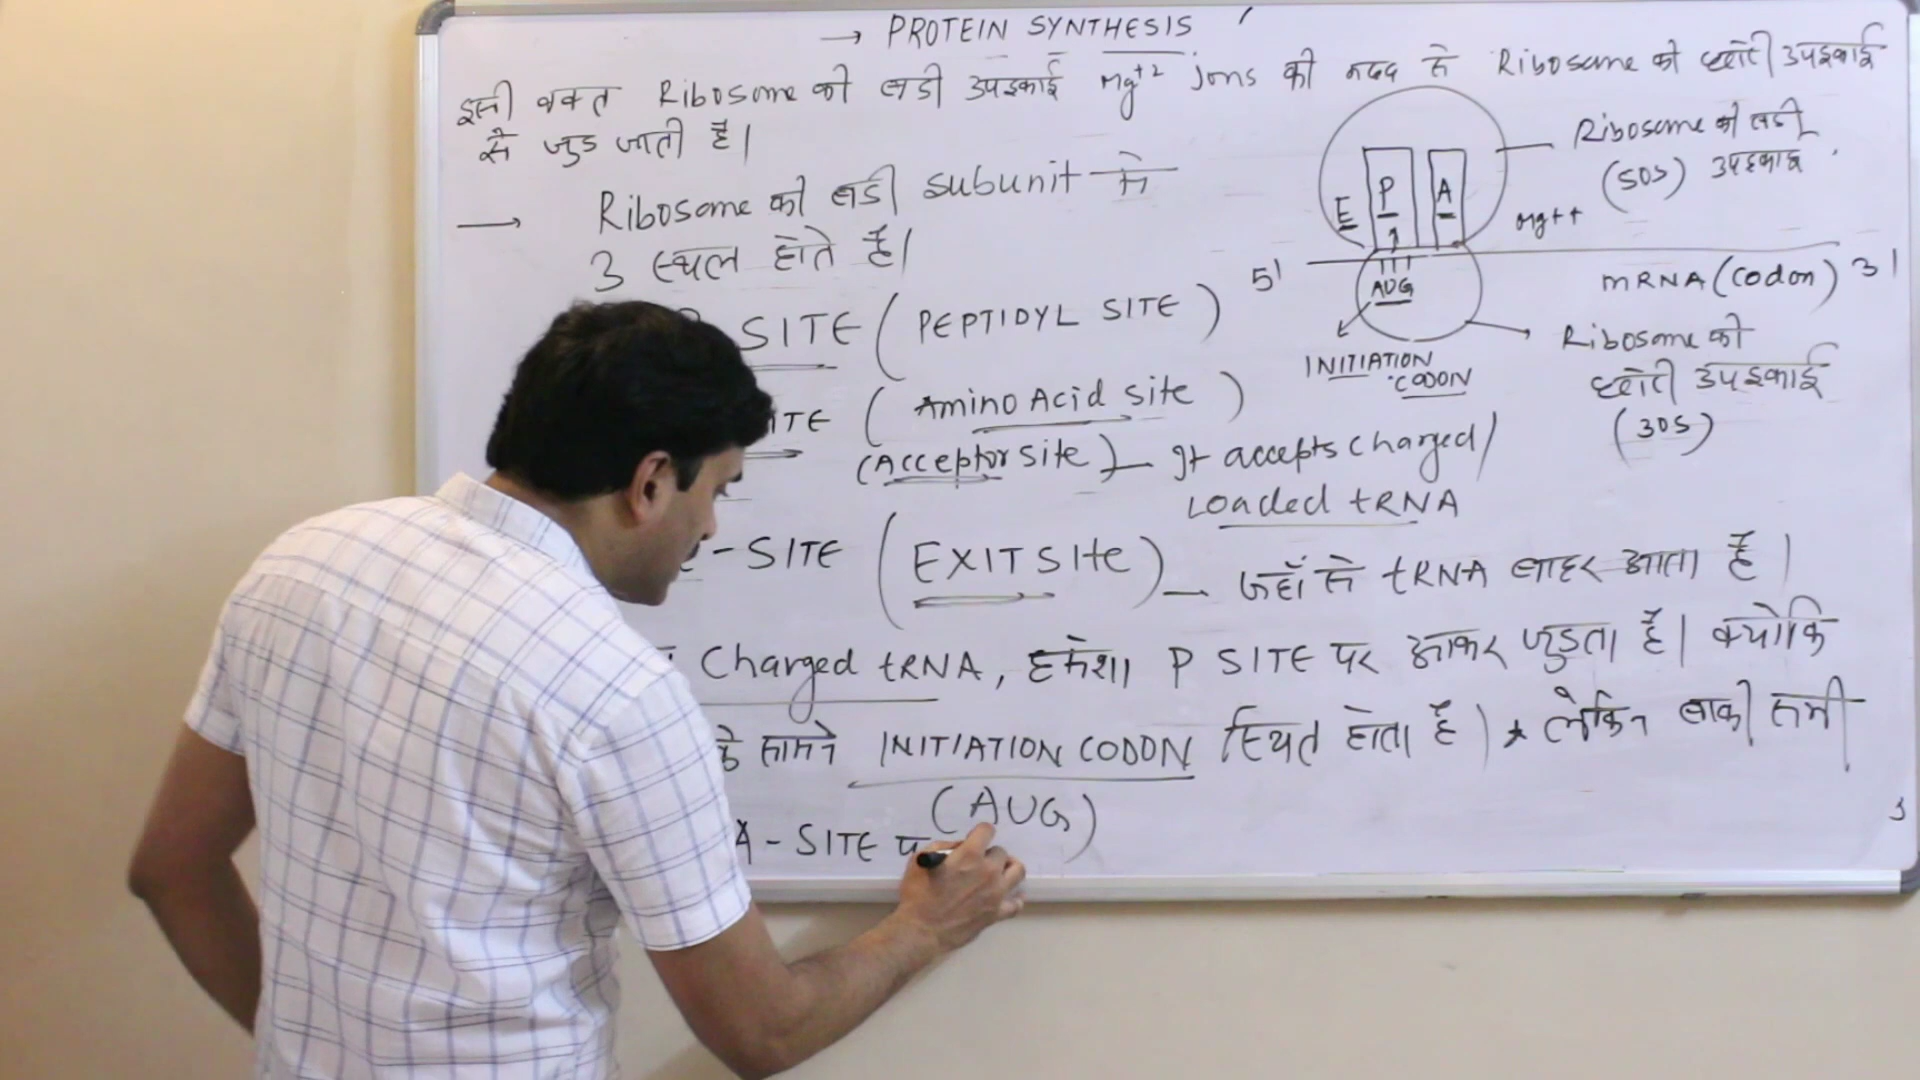 → PROTEIN SYNTHESIS
इसी वक्त Ribosome की बडी उपइकाई Mg+2 ions की मदद से Ribosome की छोटी उपइकाई
से जुड जाती है।
→ Ribosome की बडी subunit मे
3 स्थल होते है।
SITE (PEPTIDYL SITE)
(Amino Acid site)
(Acceptor site) — It accepts charged/
Loaded tRNA
-SITE (EXIT SIte) — जहाँ से tRNA बाहर आता है।
Charged tRNA, हमेशा P SITE पर आकर जुडता है। क्योकि
के सामने INITIATION CODON स्थित होता है। * लेकिन बाकी सभी
(AUG)
A-SITE
E P A
Ribosome की बडी
(50S) उपइकाई
Mg++
5' mRNA (Codon) 3'
AUG
INITIATION
CODON
Ribosome की
छोटी उपइकाई
(30S)